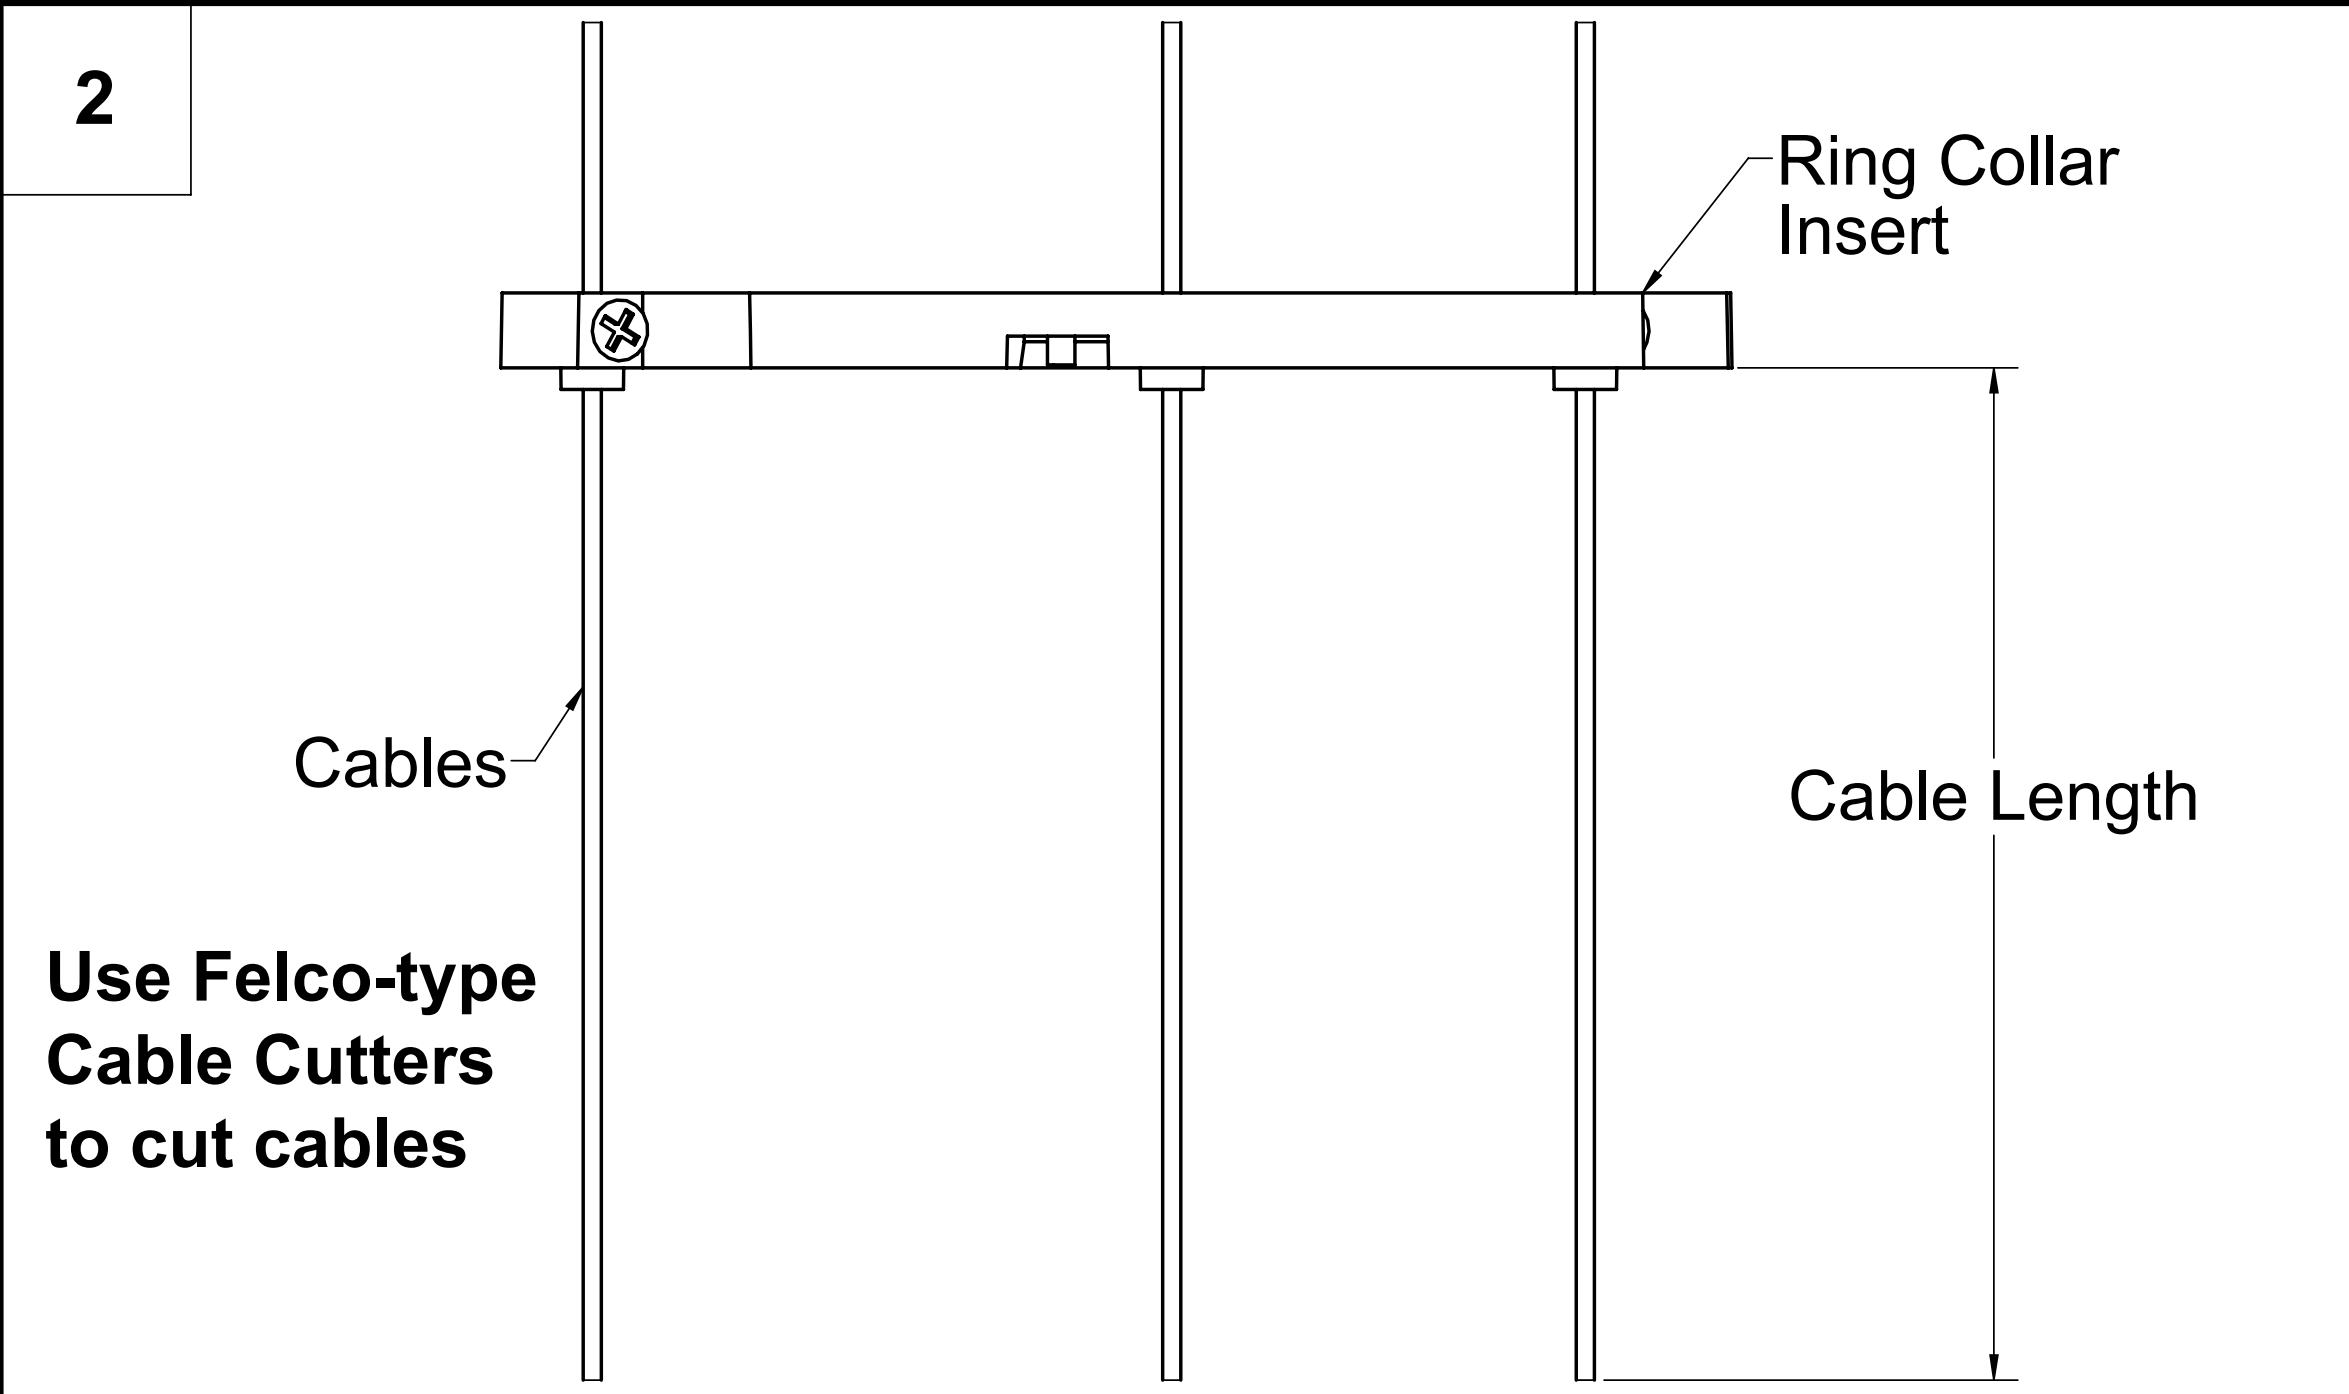 2
Ring Collar
Insert
Cables
Cable Length
Use Felco-type
Cable Cutters
to cut cables